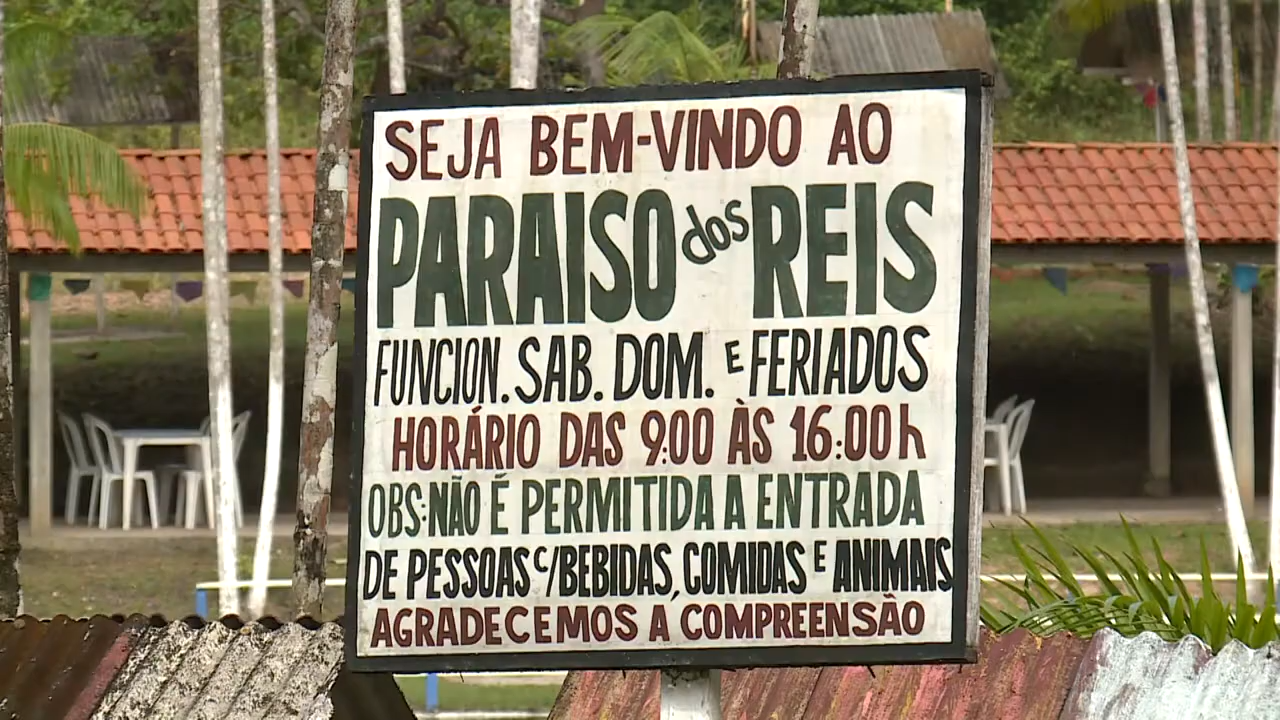 SEJA BEM-VINDO AO
PARAISO dos REIS
FUNCION. SAB. DOM. E FERIADOS
HORÁRIO DAS 9:00 ÀS 16:00 h
OBS: NÃO É PERMITIDA A ENTRADA
DE PESSOAS C/BEBIDAS, COMIDAS E ANIMAIS
AGRADECEMOS A COMPREENSÃO